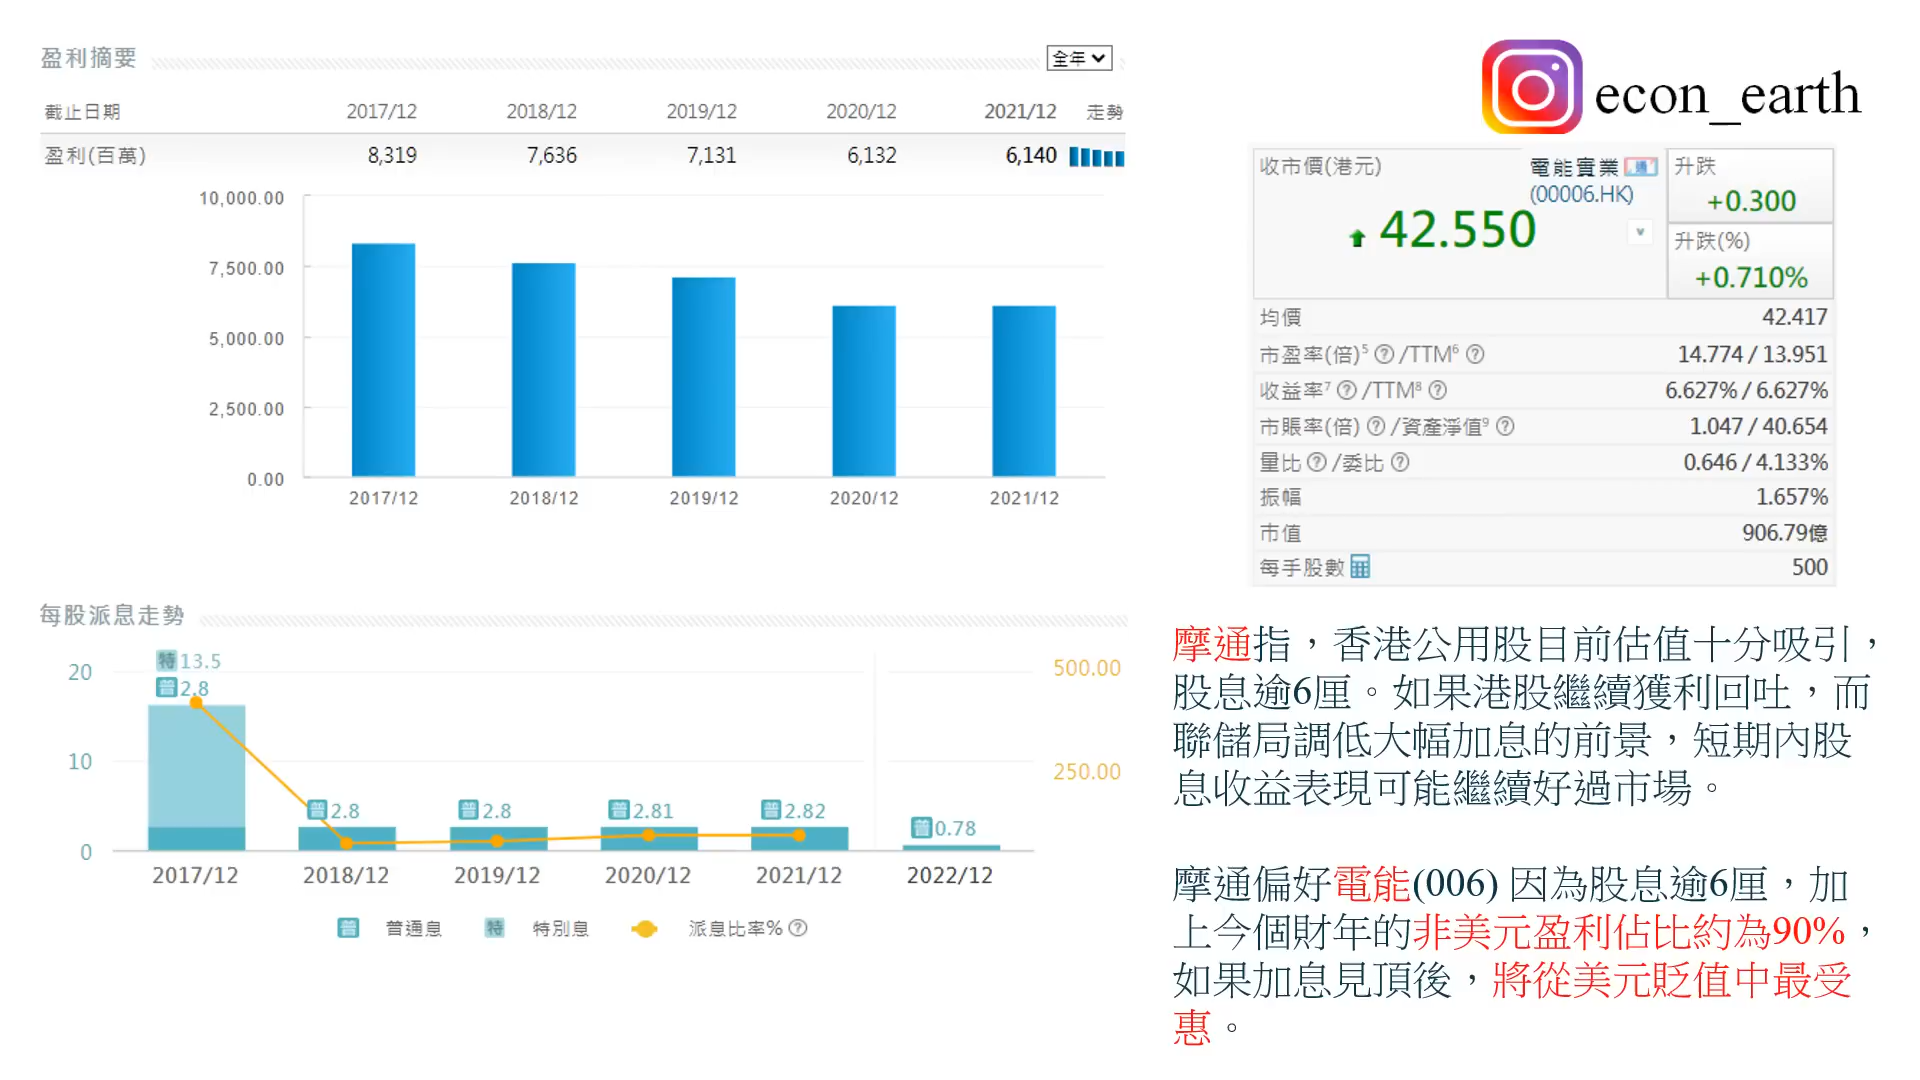 盈利摘要
全年
截止日期 2017/12 2018/12 2019/12 2020/12 2021/12 走勢
盈利(百萬) 8,319 7,636 7,131 6,132 6,140
10,000.00
7,500.00
5,000.00
2,500.00
0.00
2017/12 2018/12 2019/12 2020/12 2021/12
每股派息走勢
20
10
0
500.00
250.00
特 13.5
普 2.8
普 2.8
普 2.8
普 2.81
普 2.82
普 0.78
2017/12 2018/12 2019/12 2020/12 2021/12 2022/12
普 普通息 特 特別息 派息比率% ?
econ_earth
收市價(港元)
電能實業
(00006.HK)
42.550
升跌
+0.300
升跌(%)
+0.710%
均價 42.417
市盈率(倍)5 ? /TTM6 ? 14.774 / 13.951
收益率7 ? /TTM8 ? 6.627% / 6.627%
市賬率(倍) ? /資產淨值9 ? 1.047 / 40.654
量比 ? /委比 ? 0.646 / 4.133%
振幅 1.657%
市值 906.79億
每手股數 500
摩通指，香港公用股目前估值十分吸引，
股息逾6厘。如果港股繼續獲利回吐，而
聯儲局調低大幅加息的前景，短期內股
息收益表現可能繼續好過市場。
摩通偏好電能(006) 因為股息逾6厘，加
上今個財年的非美元盈利佔比約為90%，
如果加息見頂後，將從美元貶值中最受
惠。